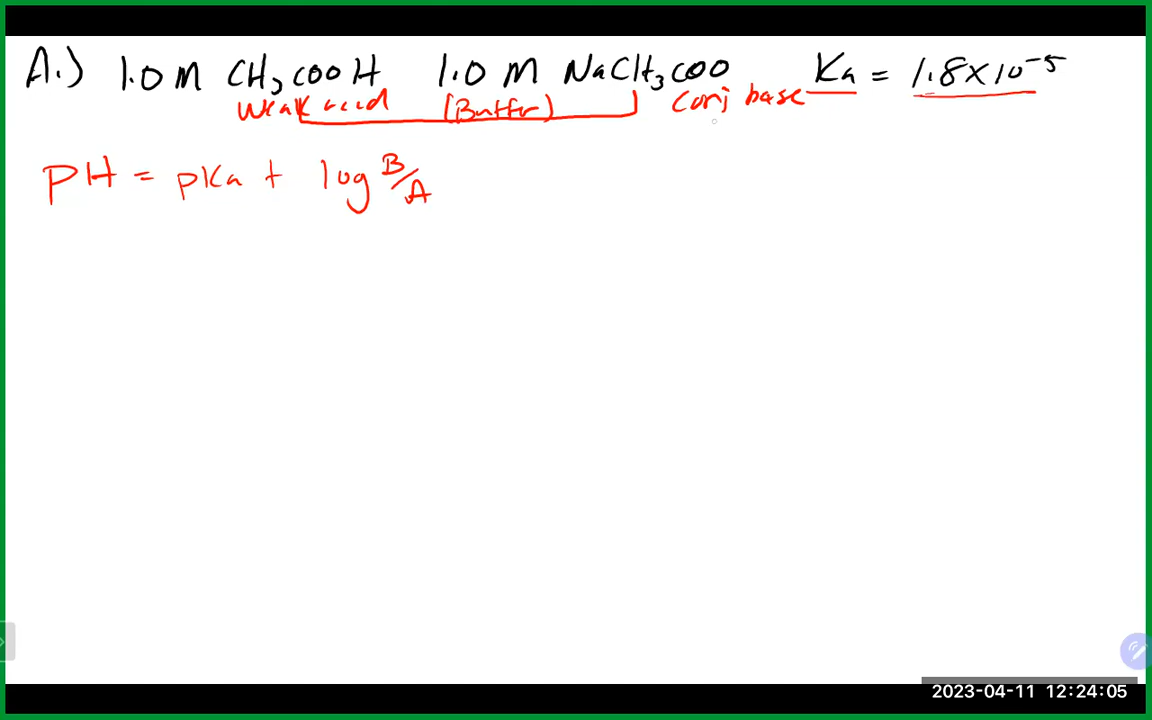 A.) 1.0 M CH3COOH 1.0 M NaCH3COO Ka = 1.8 x 10-5
Weak acid (Buffer) Conj base
PH = pKa + log B/A
2023-04-11 12:24:05